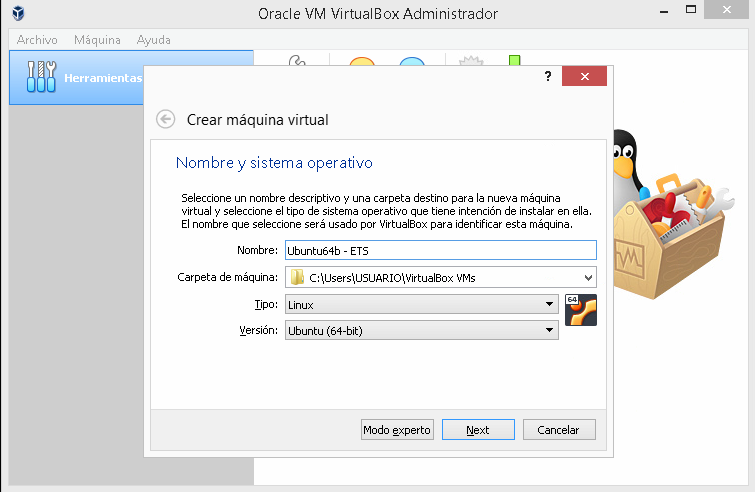 Oracle VM VirtualBox Administrador
Archivo Máquina Ayuda
Herramientas
?
Crear máquina virtual
Nombre y sistema operativo
Seleccione un nombre descriptivo y una carpeta destino para la nueva máquina
virtual y seleccione el tipo de sistema operativo que tiene intención de instalar en ella.
El nombre que seleccione será usado por VirtualBox para identificar esta máquina.
Nombre: Ubuntu64b - ETS
Carpeta de máquina: C:\Users\USUARIO\VirtualBox VMs
Tipo: Linux
64
Versión: Ubuntu (64-bit)
Modo experto Next Cancelar